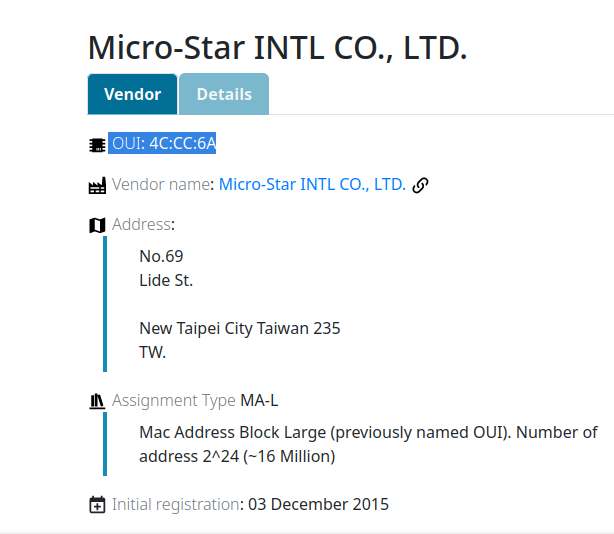 Micro-Star INTL CO., LTD.
Vendor
Details
OUI: 4C:CC:6A
Vendor name: Micro-Star INTL CO., LTD.
Address:
No.69
Lide St.
New Taipei City Taiwan 235
TW.
Assignment Type MA-L
Mac Address Block Large (previously named OUI). Number of
address 2^24 (~16 Million)
Initial registration: 03 December 2015